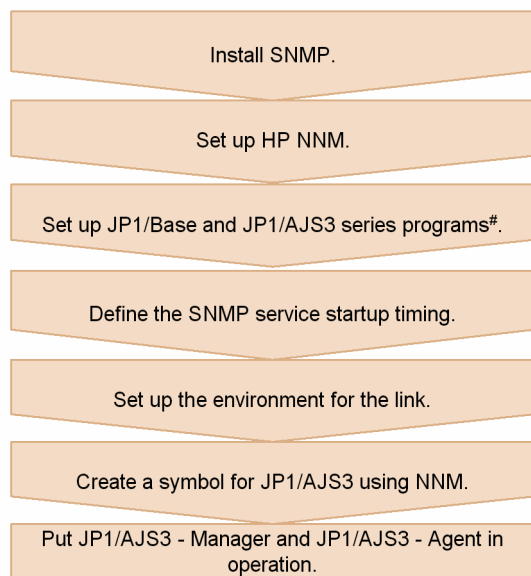 Install SNMP.
Set up HP NNM.
Set up JP1/Base and JP1/AJS3 series programs#.
Define the SNMP service startup timing.
Set up the environment for the link.
Create a symbol for JP1/AJS3 using NNM.
Put JP1/AJS3 - Manager and JP1/AJS3 - Agent in
operation.